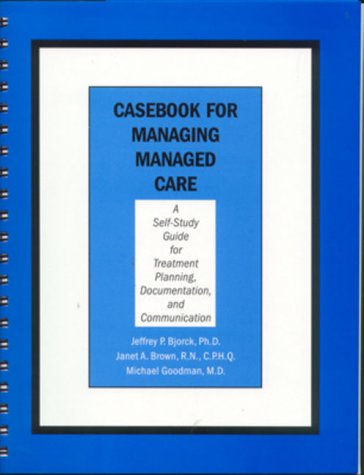 CASEBOOK FOR
MANAGING
MANAGED
CARE
A
Self-Study
Guide
for
Treatment
Planning,
Documentation,
and
Communication
Jeffrey P. Bjorck, Ph.D.
Janet A. Brown, R.N., C.P.H.Q.
Michael Goodman, M.D.